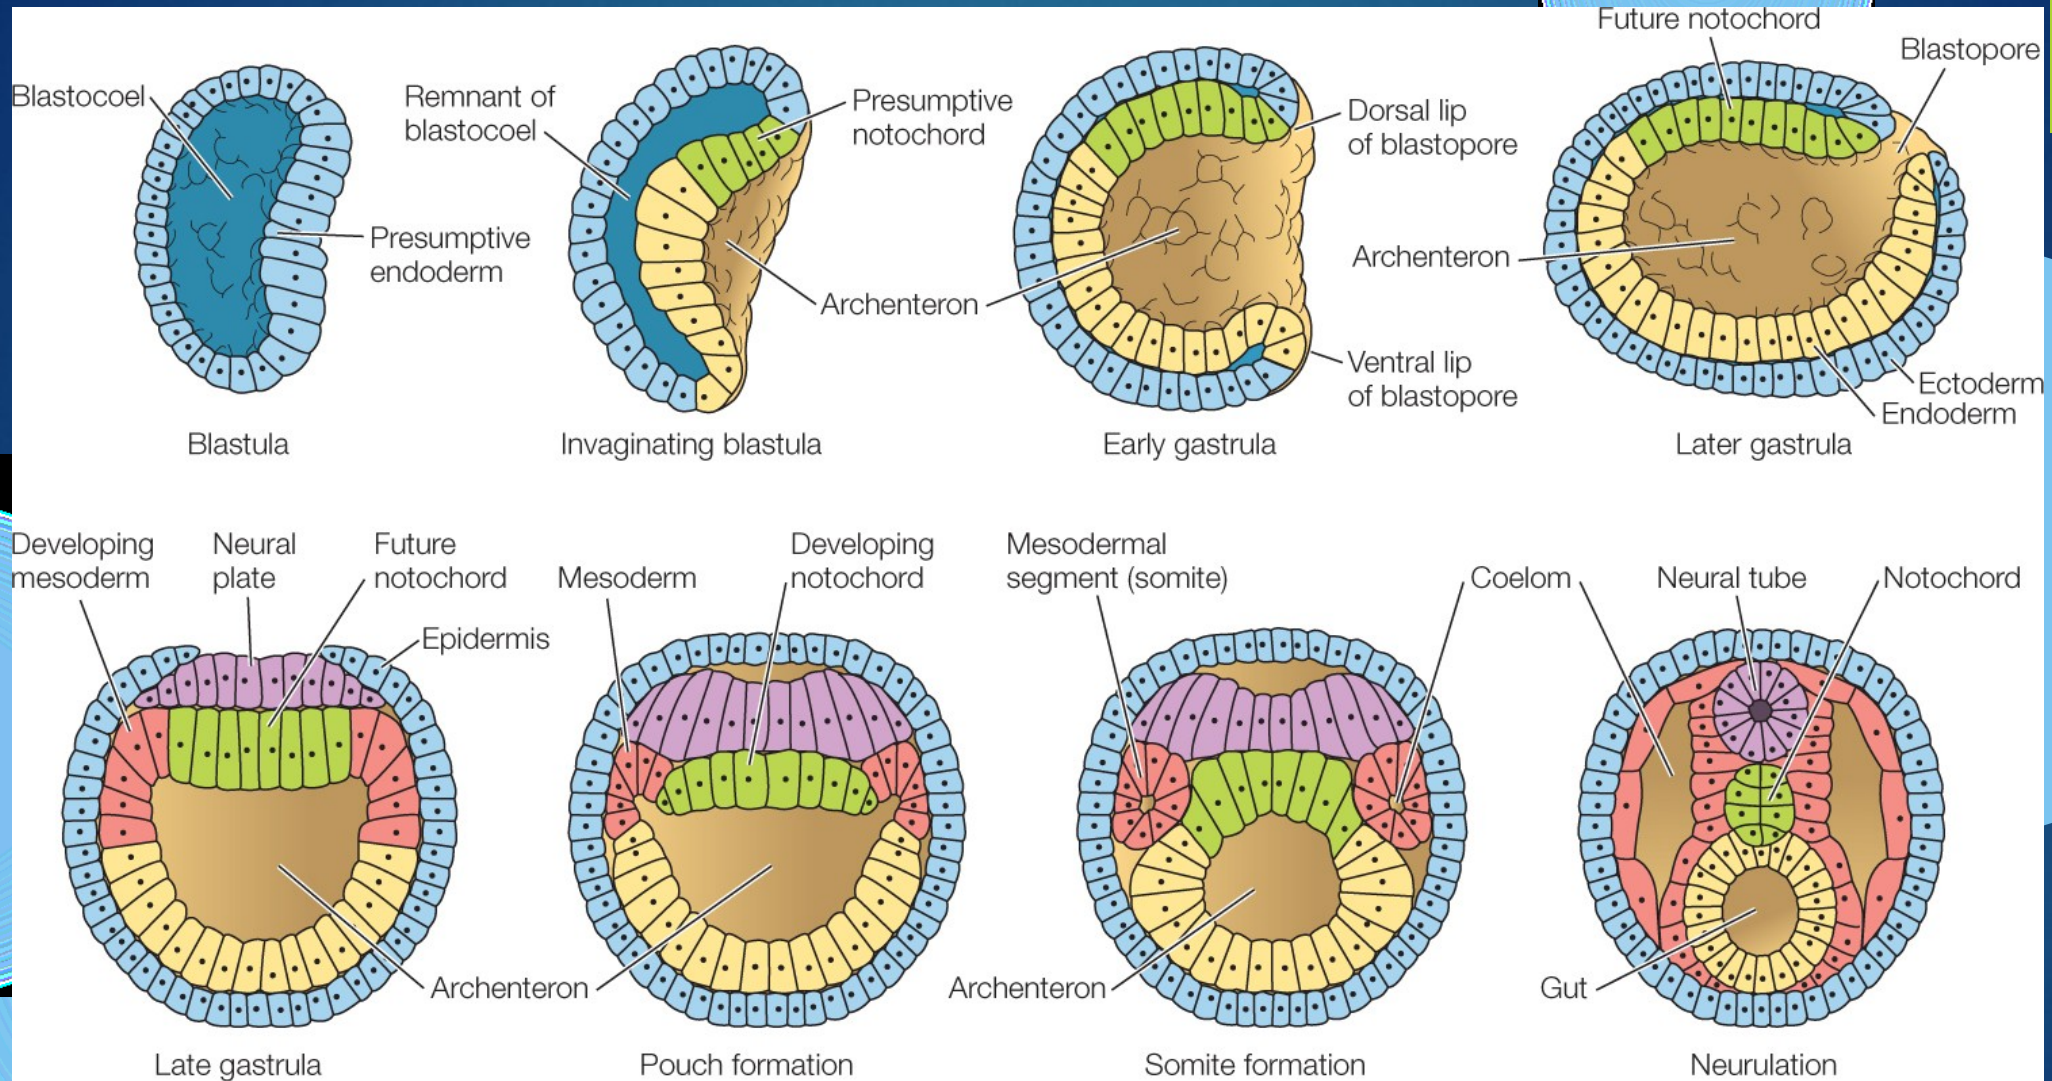 Future notochord
Blastopore
Blastocoel
Remnant of
blastocoel
Presumptive
notochord
Dorsal lip
of blastopore
Presumptive
endoderm
Archenteron
Archenteron
Ventral lip
of blastopore
Ectoderm
Endoderm
Blastula
Invaginating blastula
Early gastrula
Later gastrula
Developing
mesoderm
Neural
plate
Future
notochord
Epidermis
Mesoderm
Developing
notochord
Mesodermal
segment (somite)
Coelom
Neural tube
Notochord
Archenteron
Archenteron
Gut
Late gastrula
Pouch formation
Somite formation
Neurulation